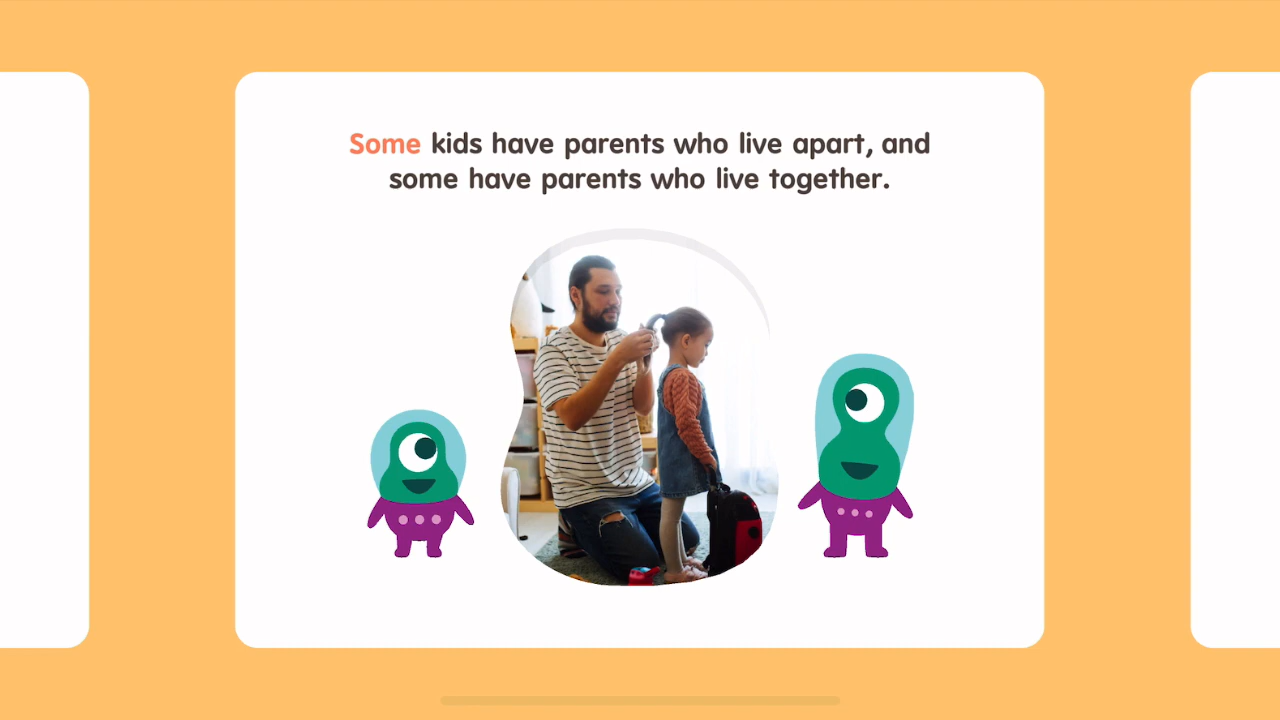 Some kids have parents who live apart, and
some have parents who live together.